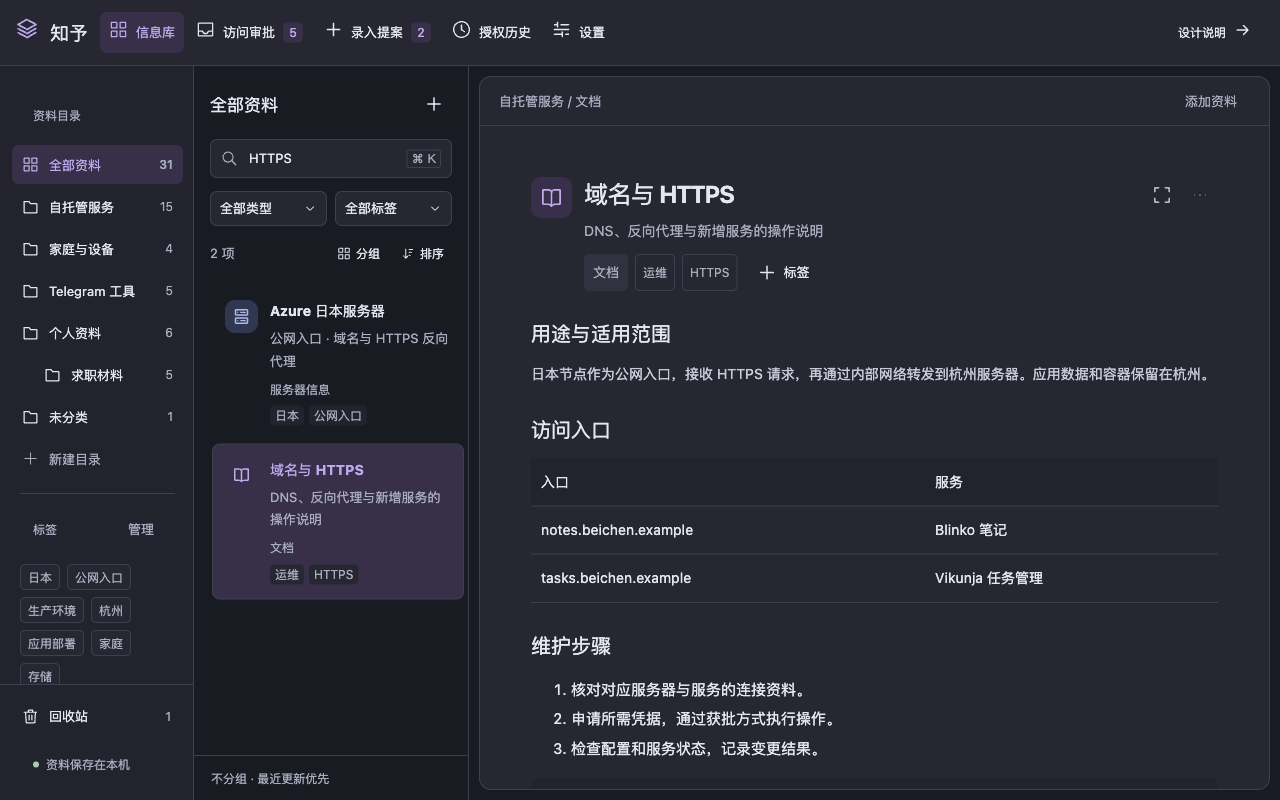 知予
信息库
访问审批 5
录入提案 2
授权历史
设置
设计说明
资料目录
全部资料 31
自托管服务 15
家庭与设备 4
Telegram 工具 5
个人资料 6
求职材料 5
未分类 1
新建目录
标签 管理
日本 公网入口
生产环境 杭州
应用部署 家庭
存储
回收站 1
资料保存在本机
全部资料
HTTPS ⌘ K
全部类型 全部标签
2 项 分组 排序
Azure 日本服务器
公网入口 · 域名与 HTTPS 反向
代理
服务器信息
日本 公网入口
域名与 HTTPS
DNS、反向代理与新增服务的
操作说明
文档
运维 HTTPS
不分组 · 最近更新优先
自托管服务 / 文档 添加资料
域名与 HTTPS
DNS、反向代理与新增服务的操作说明
文档 运维 HTTPS 标签
用途与适用范围
日本节点作为公网入口，接收 HTTPS 请求，再通过内部网络转发到杭州服务器。应用数据和容器保留在杭州。
访问入口
入口 服务
notes.beichen.example Blinko 笔记
tasks.beichen.example Vikunja 任务管理
维护步骤
1. 核对对应服务器与服务的连接资料。
2. 申请所需凭据，通过获批方式执行操作。
3. 检查配置和服务状态，记录变更结果。